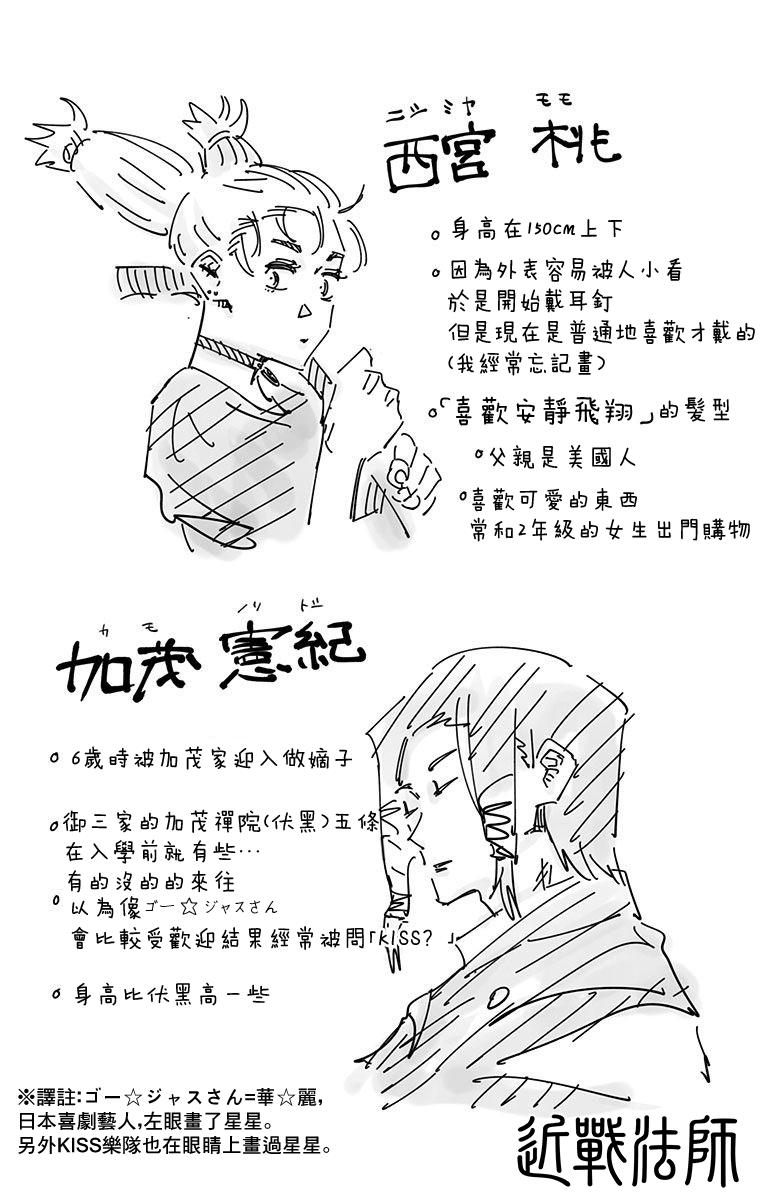 ニシ ミヤ モモ
西宮 桃
身高在150cm上下
因為外表容易被人小看
於是開始戴耳釘
但是現在是普通地喜歡才戴的
(我經常忘記畫)
「喜歡安靜飛翔」的髮型
父親是美國人
喜歡可愛的東西
常和2年級的女生出門購物
カ モ ノリ トシ
加茂 憲紀
6歲時被加茂家迎入做嫡子
御三家的加茂禪院(伏黑)五條
在入學前就有些…
有的沒的的來往
以為像ゴー☆ジャスさん
會比較受歡迎結果經常被問「KISS? 」
身高比伏黑高一些
※譯註:ゴー☆ジャスさん=華☆麗,
日本喜劇藝人,左眼畫了星星。
另外KISS樂隊也在眼睛上畫過星星。
近戰法師